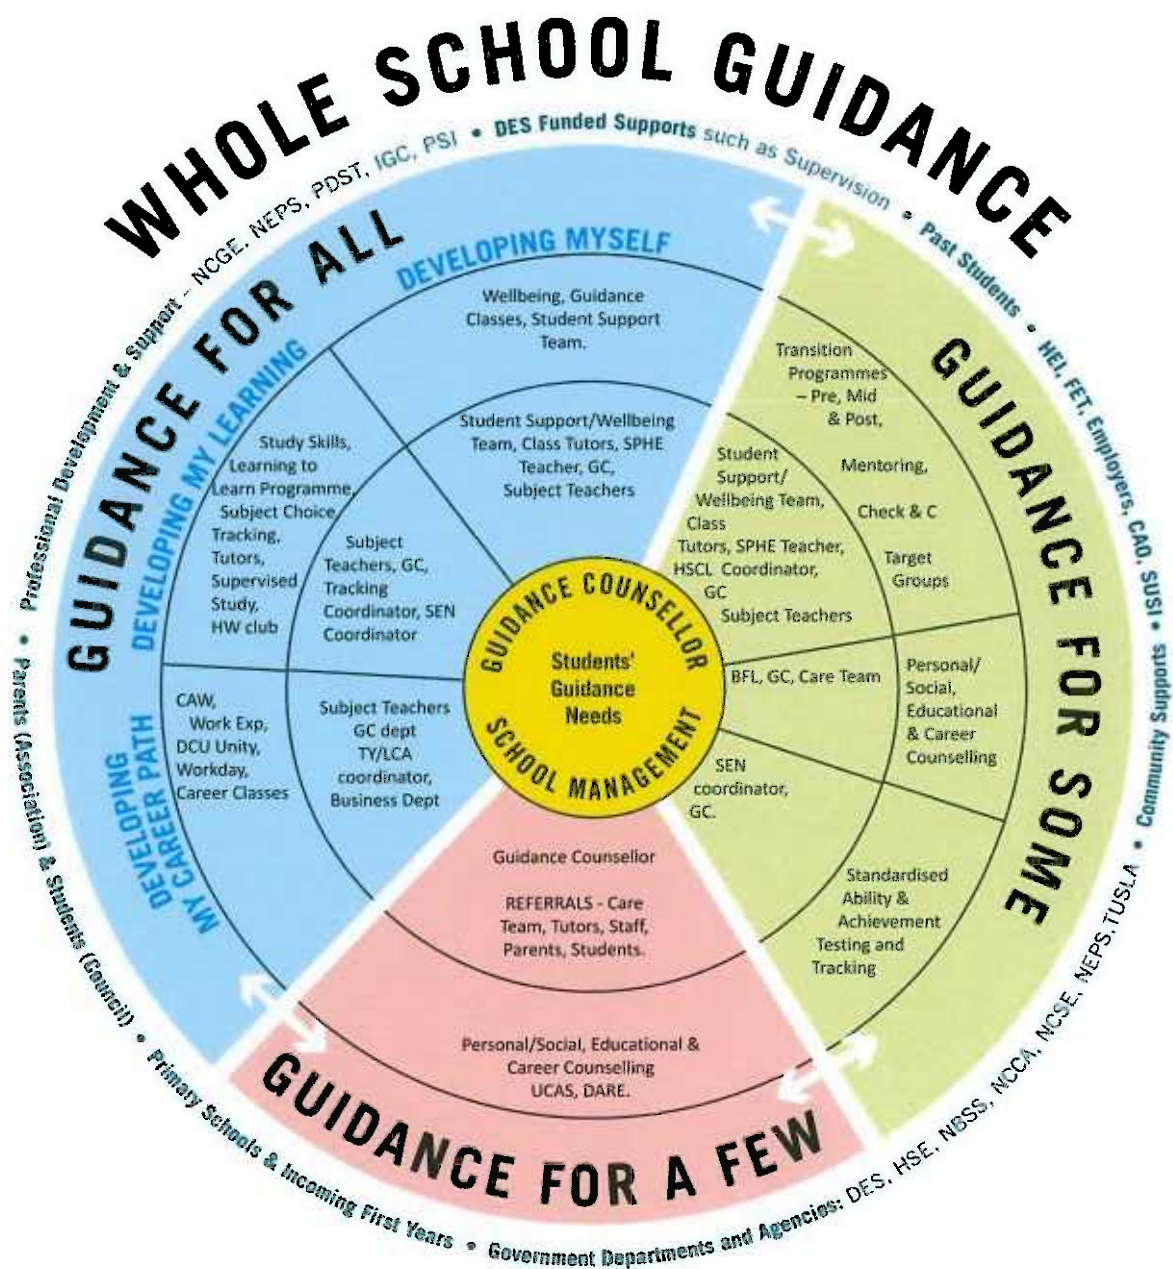 WHOLE SCHOOL GUIDANCE
Professional Development & Support – NCGE, NEPS, PDST, IGC, PSI • DES Funded Supports such as Supervision • Past Students • HEI, FET, Employers, CAO, SUSI • Community Supports • Government Departments and Agencies: DES, HSE, NBSS, NCCA, NCSE, NEPS, TUSLA • Primary Schools & Incoming First Years • Parents (Association) & Students (Council) •
GUIDANCE FOR ALL
DEVELOPING MYSELF
Wellbeing, Guidance
Classes, Student Support
Team.
Student Support/Wellbeing
Team, Class Tutors, SPHE
Teacher, GC,
Subject Teachers
DEVELOPING MY LEARNING
Study Skills,
Learning to
Learn Programme,
Subject Choice,
Tracking,
Tutors,
Supervised
Study,
HW club
Subject
Teachers, GC,
Tracking
Coordinator, SEN
Coordinator
DEVELOPING
MY CAREER PATH
CAW,
Work Exp,
DCU Unity,
Workday,
Career Classes
Subject Teachers
GC dept
TY/LCA
coordinator,
Business Dept
GUIDANCE COUNSELLOR
Students'
Guidance
Needs
SCHOOL MANAGEMENT
GUIDANCE FOR SOME
Transition
Programmes
– Pre, Mid
& Post,
Mentoring,
Check & C
Target
Groups
Student
Support/
Wellbeing Team,
Class
Tutors, SPHE Teacher,
HSCL Coordinator,
GC
Subject Teachers
BFL, GC, Care Team
Personal/
Social,
Educational
& Career
Counselling
SEN
coordinator,
GC.
Standardised
Ability &
Achievement
Testing and
Tracking
Guidance Counsellor
REFERRALS - Care
Team, Tutors, Staff,
Parents, Students.
Personal/Social, Educational &
Career Counselling
UCAS, DARE.
GUIDANCE FOR A FEW